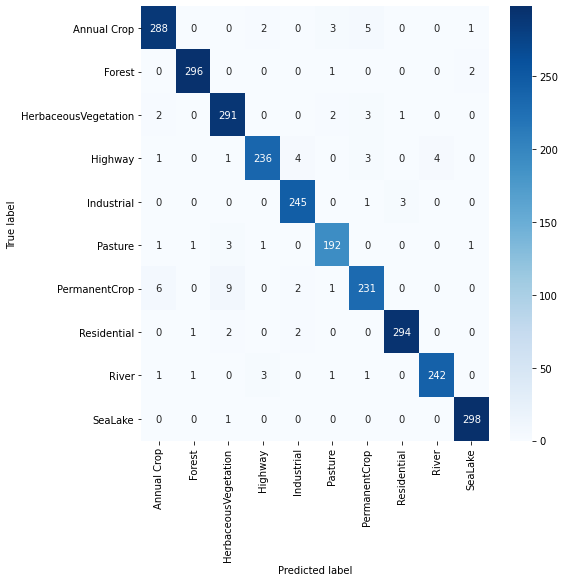 Annual Crop 288 0 0 2 0 3 5 0 0 1
Forest 0 296 0 0 0 1 0 0 0 2
HerbaceousVegetation 2 0 291 0 0 2 3 1 0 0
Highway 1 0 1 236 4 0 3 0 4 0
Industrial 0 0 0 0 245 0 1 3 0 0
Pasture 1 1 3 1 0 192 0 0 0 1
PermanentCrop 6 0 9 0 2 1 231 0 0 0
Residential 0 1 2 0 2 0 0 294 0 0
River 1 1 0 3 0 1 1 0 242 0
SeaLake 0 0 1 0 0 0 0 0 0 298
True label
Annual Crop
Forest
HerbaceousVegetation
Highway
Industrial
Pasture
PermanentCrop
Residential
River
SeaLake
Predicted label
250
200
150
100
50
0